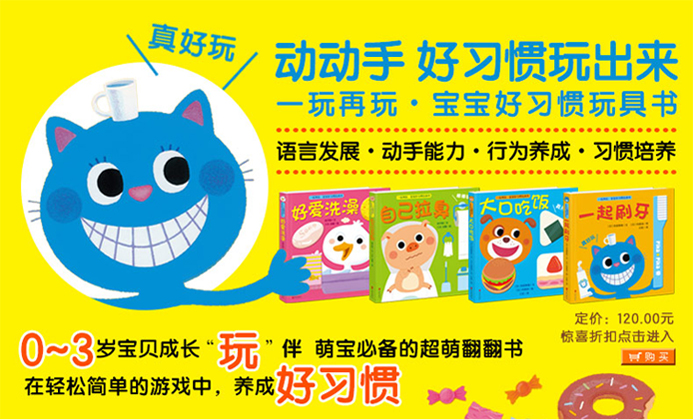 真好玩
动动手 好习惯玩出来
一玩再玩·宝宝好习惯玩具书
语言发展·动手能力·行为养成·习惯培养
好爱洗澡
自己拉臭
大口吃饭
一起刷牙
真好玩
定价：120.00元
惊喜折扣点击进入
购买
0~3岁宝贝成长“玩”伴 萌宝必备的超萌翻翻书
在轻松简单的游戏中，养成好习惯